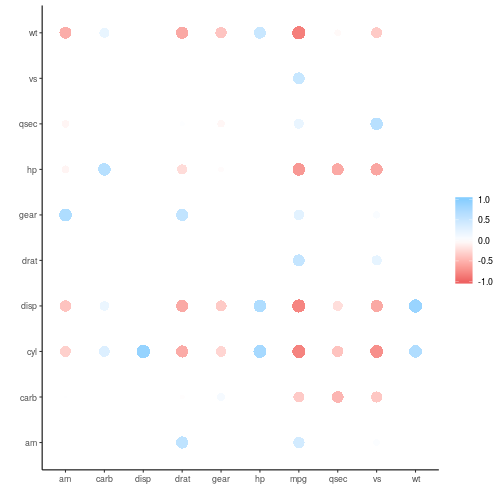 wt
vs
qsec
hp
gear
drat
disp
cyl
carb
am
am carb disp drat gear hp mpg qsec vs wt
1.0
0.5
0.0
-0.5
-1.0